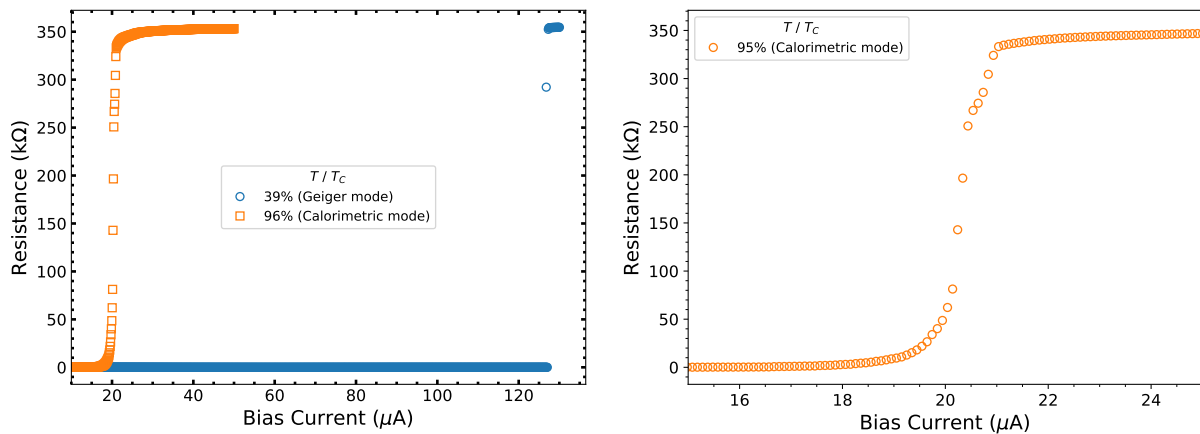 350
300
250
200
150
100
50
0
Resistance (kΩ)
T / T_C
39% (Geiger mode)
96% (Calorimetric mode)
20 40 60 80 100 120
Bias Current (μA)
350
300
250
200
150
100
50
0
Resistance (kΩ)
T / T_C
95% (Calorimetric mode)
16 18 20 22 24
Bias Current (μA)